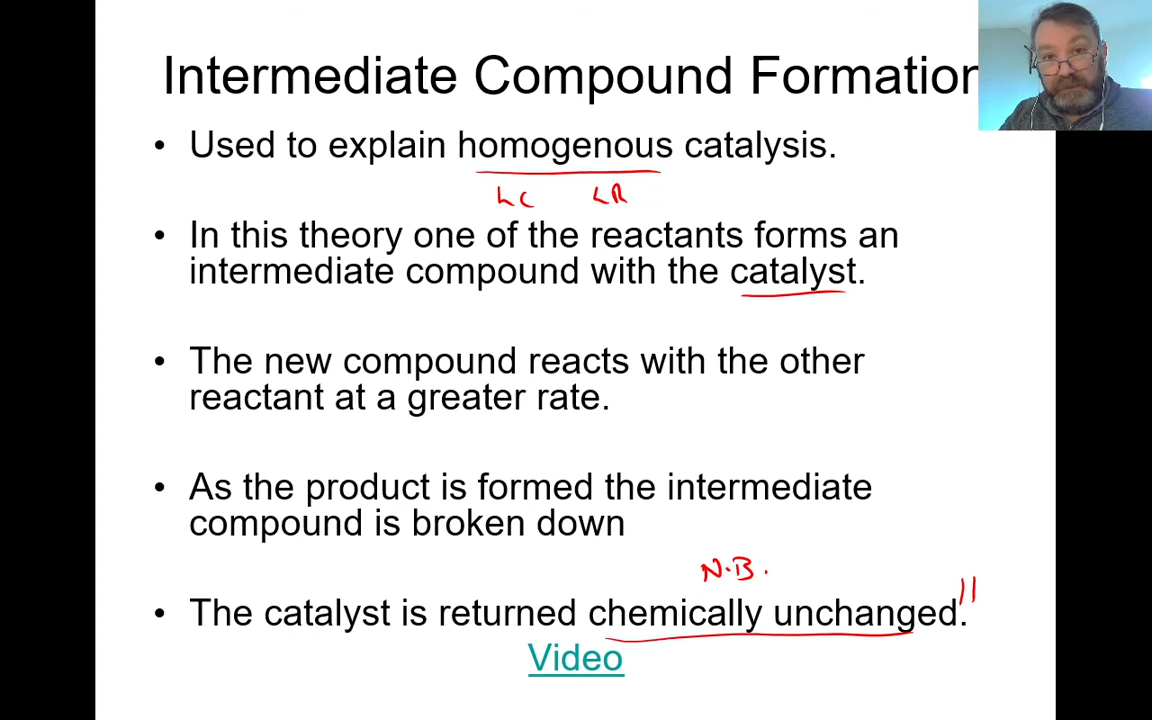 Intermediate Compound Formation
• Used to explain homogenous catalysis.
LC LR
• In this theory one of the reactants forms an
intermediate compound with the catalyst.
• The new compound reacts with the other
reactant at a greater rate.
• As the product is formed the intermediate
compound is broken down
N.B.
• The catalyst is returned chemically unchanged.
Video